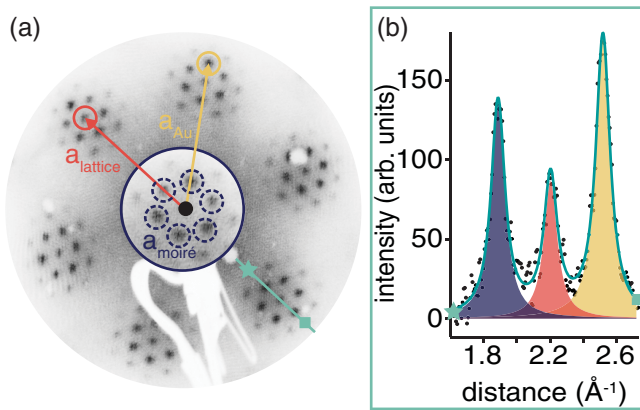 (a)
a_Au
a_lattice
a_moiré
(b)
intensity (arb. units)
150
100
50
0
1.8 2.2 2.6
distance (Å⁻¹)